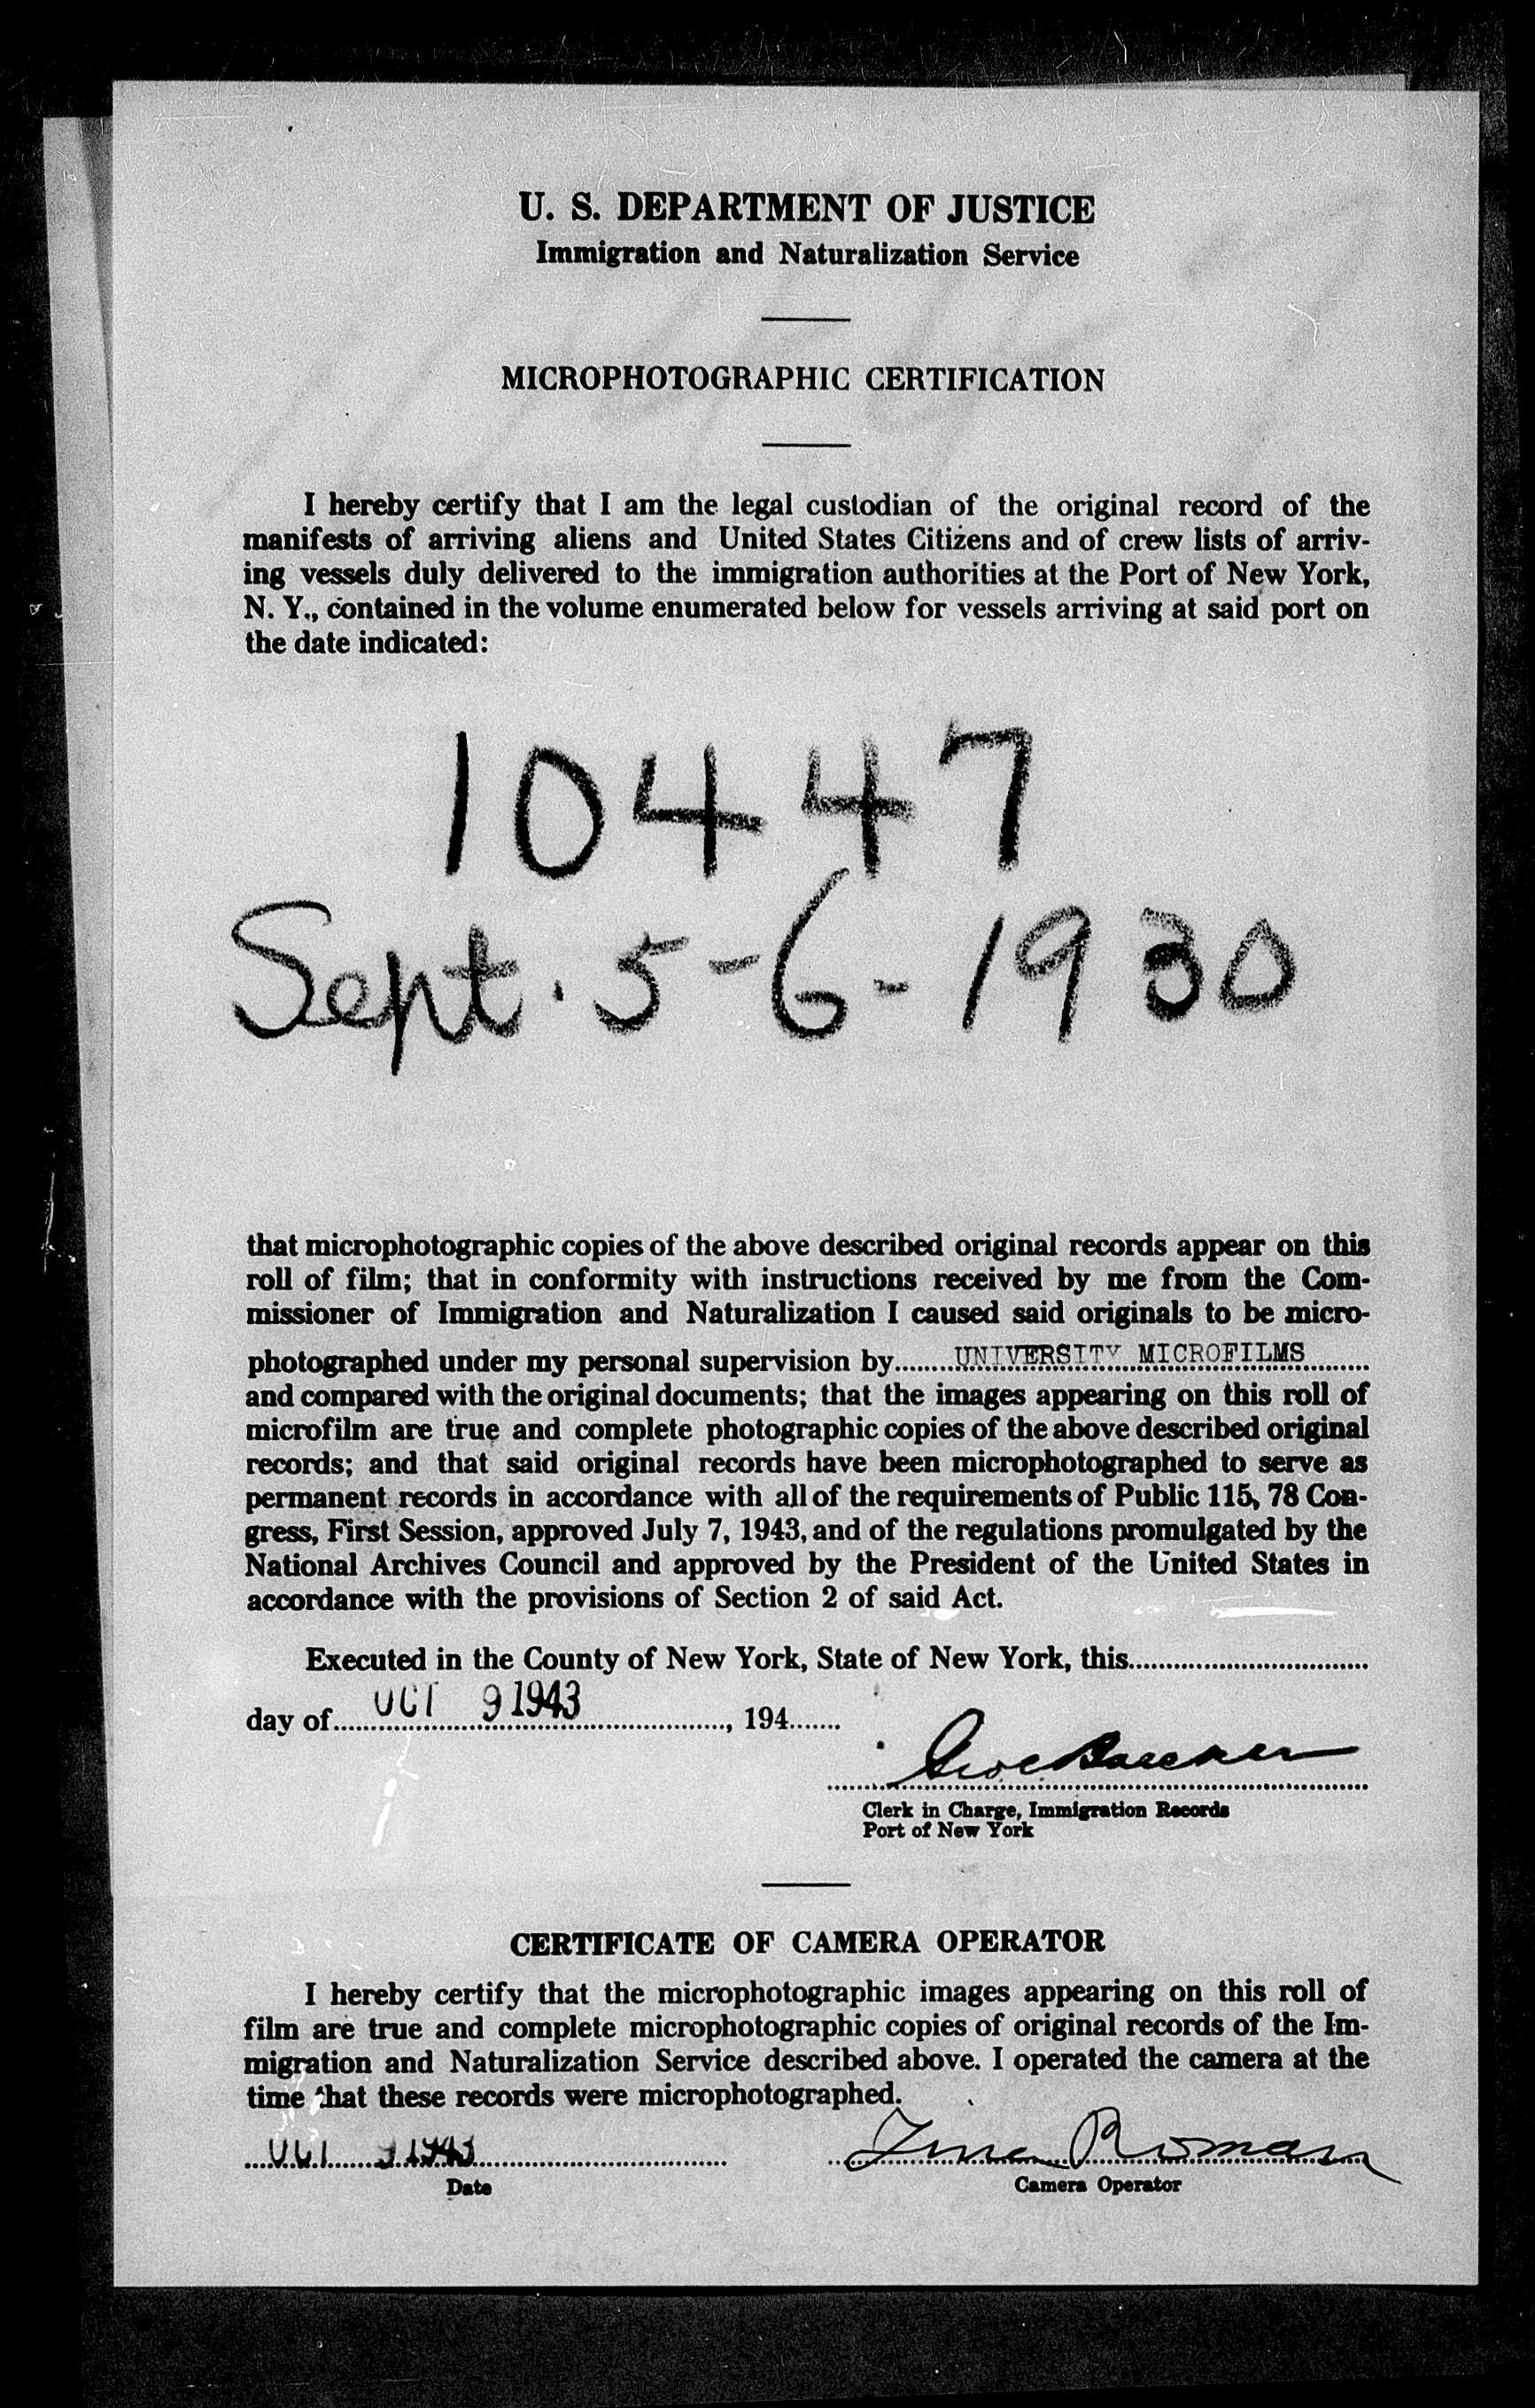 U. S. DEPARTMENT OF JUSTICE
Immigration and Naturalization Service
MICROPHOTOGRAPHIC CERTIFICATION
I hereby certify that I am the legal custodian of the original record of the
manifests of arriving aliens and United States Citizens and of crew lists of arriv-
ing vessels duly delivered to the immigration authorities at the Port of New York,
N. Y., contained in the volume enumerated below for vessels arriving at said port on
the date indicated:
10447
Sept. 5-6-1930
that microphotographic copies of the above described original records appear on this
roll of film; that in conformity with instructions received by me from the Com-
missioner of Immigration and Naturalization I caused said originals to be micro-
photographed under my personal supervision by........UNIVERSITY MICROFILMS........
and compared with the original documents; that the images appearing on this roll of
microfilm are true and complete photographic copies of the above described original
records; and that said original records have been microphotographed to serve as
permanent records in accordance with all of the requirements of Public 115, 78 Con-
gress, First Session, approved July 7, 1943, and of the regulations promulgated by the
National Archives Council and approved by the President of the United States in
accordance with the provisions of Section 2 of said Act.
Executed in the County of New York, State of New York, this................................
day of.....OCT 9 1943...................., 194.......
Clerk in Charge, Immigration Records
Port of New York
CERTIFICATE OF CAMERA OPERATOR
I hereby certify that the microphotographic images appearing on this roll of
film are true and complete microphotographic copies of original records of the Im-
migration and Naturalization Service described above. I operated the camera at the
time that these records were microphotographed.
OCT 9 1943 Roman
Date
Camera Operator